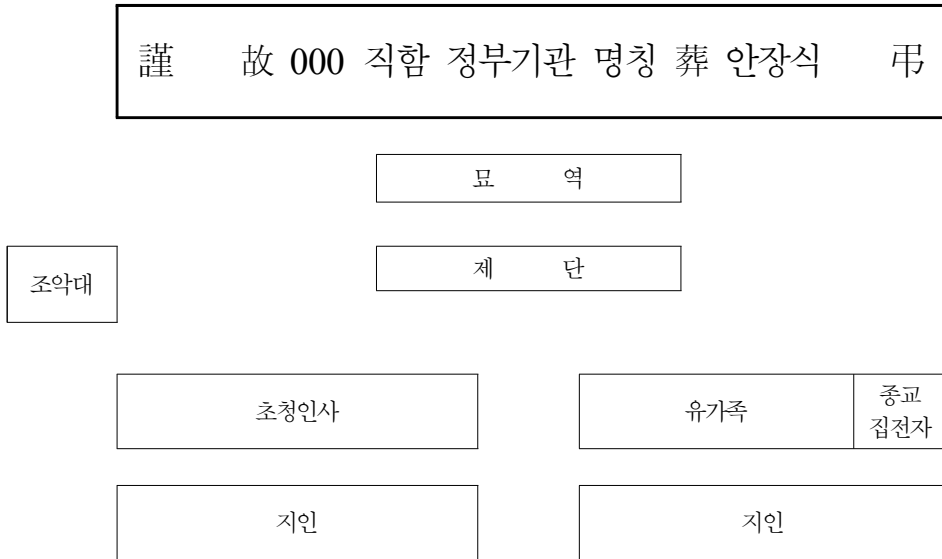 謹 故 000 직함 정부기관 명칭 葬 안장식 弔
묘 역
조악대
제 단
초청인사
유가족
종교
집전자
지인
지인